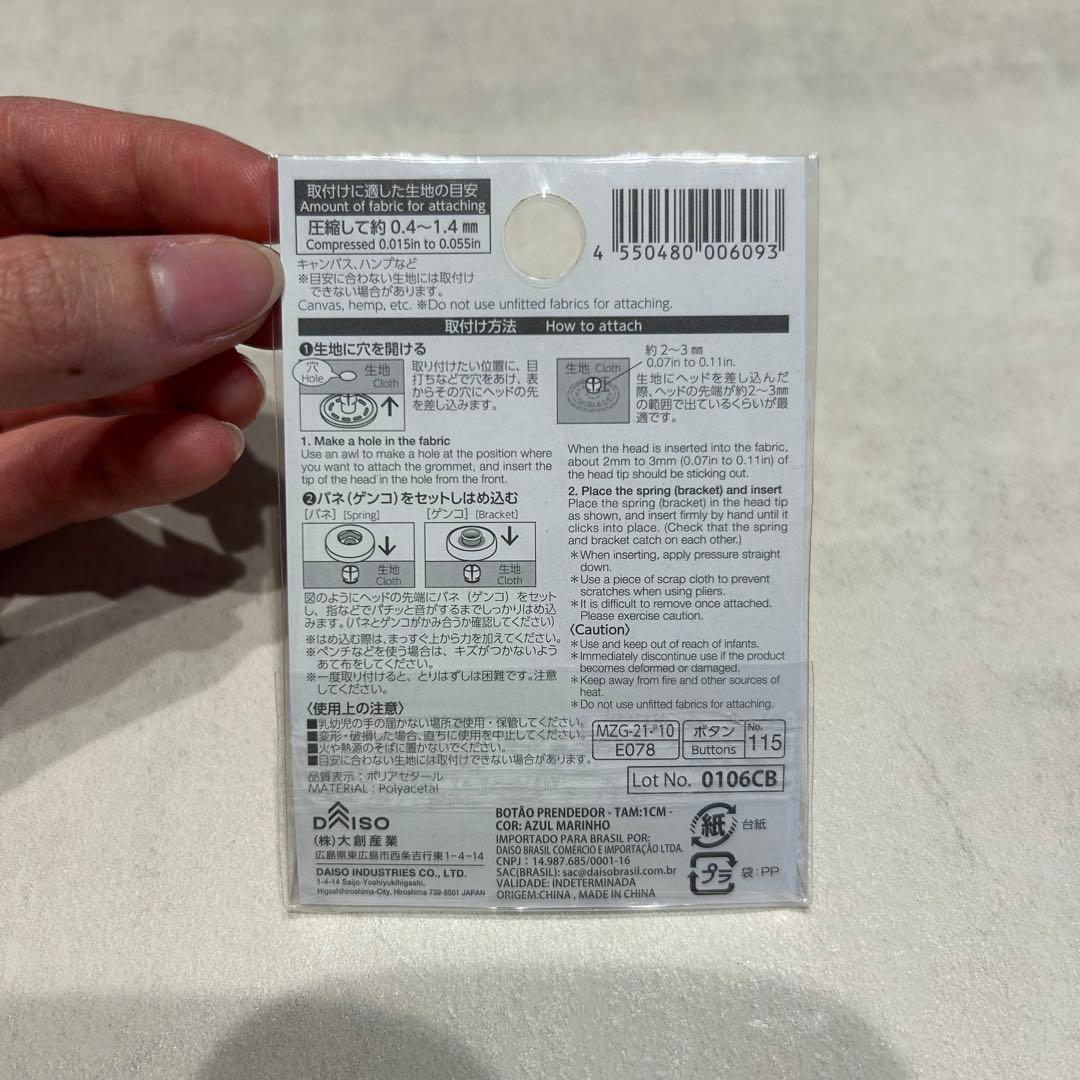 取付けに適した生地の目安
Amount of fabric for attaching
圧縮して約 0.4〜1.4 ㎜
Compressed 0.015in to 0.055in
4 550480 006093
キャンバス、ハンプなど
※目安に合わない生地には取付け
できない場合があります。
Canvas, hemp, etc. ※Do not use unfitted fabrics for attaching.
取付け方法 How to attach
❶生地に穴を開ける
穴
Hole
生地
Cloth
取り付けたい位置に、目
打ちなどで穴をあけ、表
からその穴にヘッドの先
を差し込みます。
1. Make a hole in the fabric
Use an awl to make a hole at the position where
you want to attach the grommet, and insert the
tip of the head in the hole from the front.
生地 Cloth
約 2〜3 ㎜
0.07in to 0.11in.
生地にヘッドを差し込んだ
際、ヘッドの先端が約2〜3㎜
の範囲で出ているくらいが最
適です。
When the head is inserted into the fabric,
about 2mm to 3mm (0.07in to 0.11in) of
the head tip should be sticking out.
❷バネ(ゲンコ)をセットしはめ込む
[バネ] [Spring]
[ゲンコ] [Bracket]
生地
Cloth
生地
Cloth
図のようにヘッドの先端にバネ(ゲンコ)をセット
し、指などでパチッと音がするまでしっかりはめ込
みます。(バネとゲンコがかみ合うか確認してください)
※はめ込む際は、まっすぐ上から力を加えてください。
※ペンチなどを使う場合は、キズがつかないよう
あて布をしてください。
※一度取り付けると、とりはずしは困難です。注意
してください。
2. Place the spring (bracket) and insert
Place the spring (bracket) in the head tip
as shown, and insert firmly by hand until it
clicks into place. (Check that the spring
and bracket catch on each other.)
＊When inserting, apply pressure straight
down.
＊Use a piece of scrap cloth to prevent
scratches when using pliers.
＊It is difficult to remove once attached.
Please exercise caution.
〈Caution〉
＊Use and keep out of reach of infants.
＊Immediately discontinue use if the product
becomes deformed or damaged.
＊Keep away from fire and other sources of
heat.
＊Do not use unfitted fabrics for attaching.
〈使用上の注意〉
■乳幼児の手の届かない場所で使用・保管してください。
■変形・破損した場合、直ちに使用を中止してください。
■火や熱源のそばに置かないでください。
■目安に合わない生地には取付けできない場合があります。
品質表示：ポリアセタール
MATERIAL : Polyacetal
MZG-21-P10
E078
ボタン
Buttons
No.
115
Lot No. 0106CB
DAISO
(株)大創産業
広島県東広島市西条吉行東1-4-14
DAISO INDUSTRIES CO., LTD.
1-4-14 Saijo-Yoshiyukihigashi,
Higashihiroshima-City, Hiroshima 739-8501 JAPAN
BOTÃO PRENDEDOR - TAM:1CM -
COR: AZUL MARINHO
IMPORTADO PARA BRASIL POR:
DAISO BRASIL COMÉRCIO E IMPORTAÇÃO LTDA.
CNPJ : 14.987.685/0001-16
SAC(BRASIL): sac@daisobrasil.com.br
VALIDADE: INDETERMINADA
ORIGEM:CHINA , MADE IN CHINA
紙 台紙
プラ 袋：PP